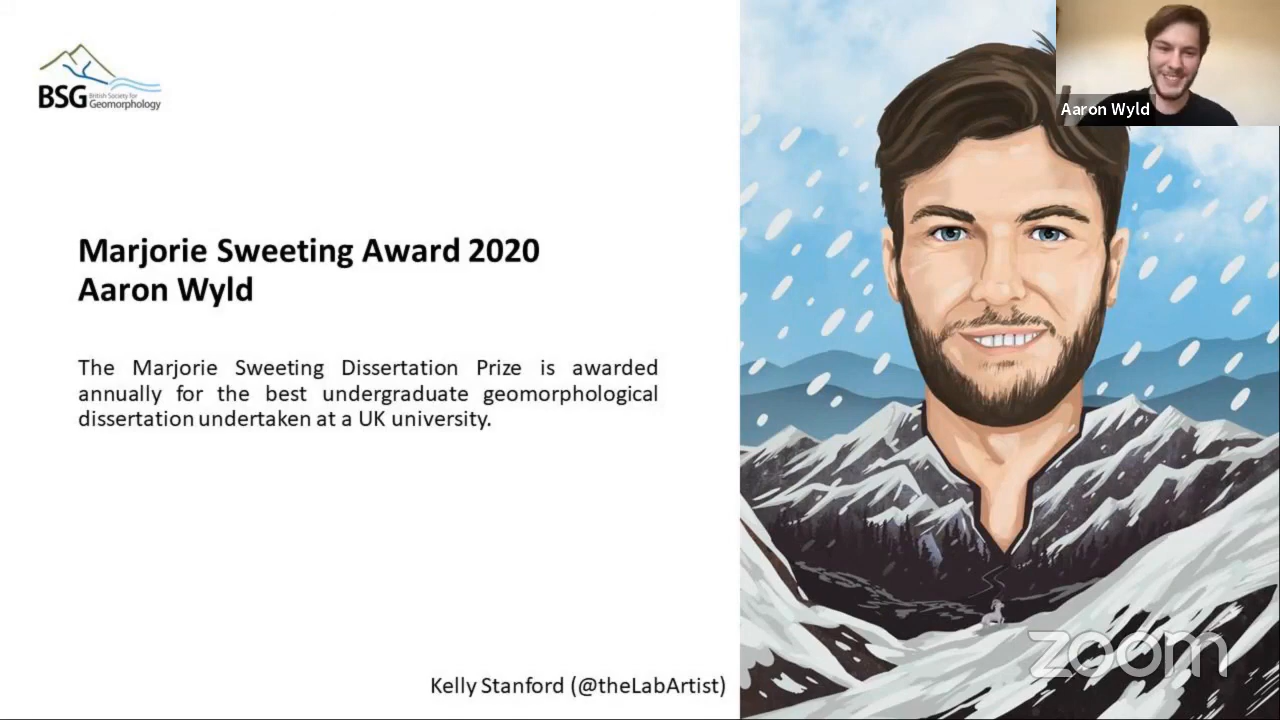 BSG British Society for
Geomorphology
Aaron Wyld
Marjorie Sweeting Award 2020
Aaron Wyld
The Marjorie Sweeting Dissertation Prize is awarded
annually for the best undergraduate geomorphological
dissertation undertaken at a UK university.
Kelly Stanford (@theLabArtist)
zoom